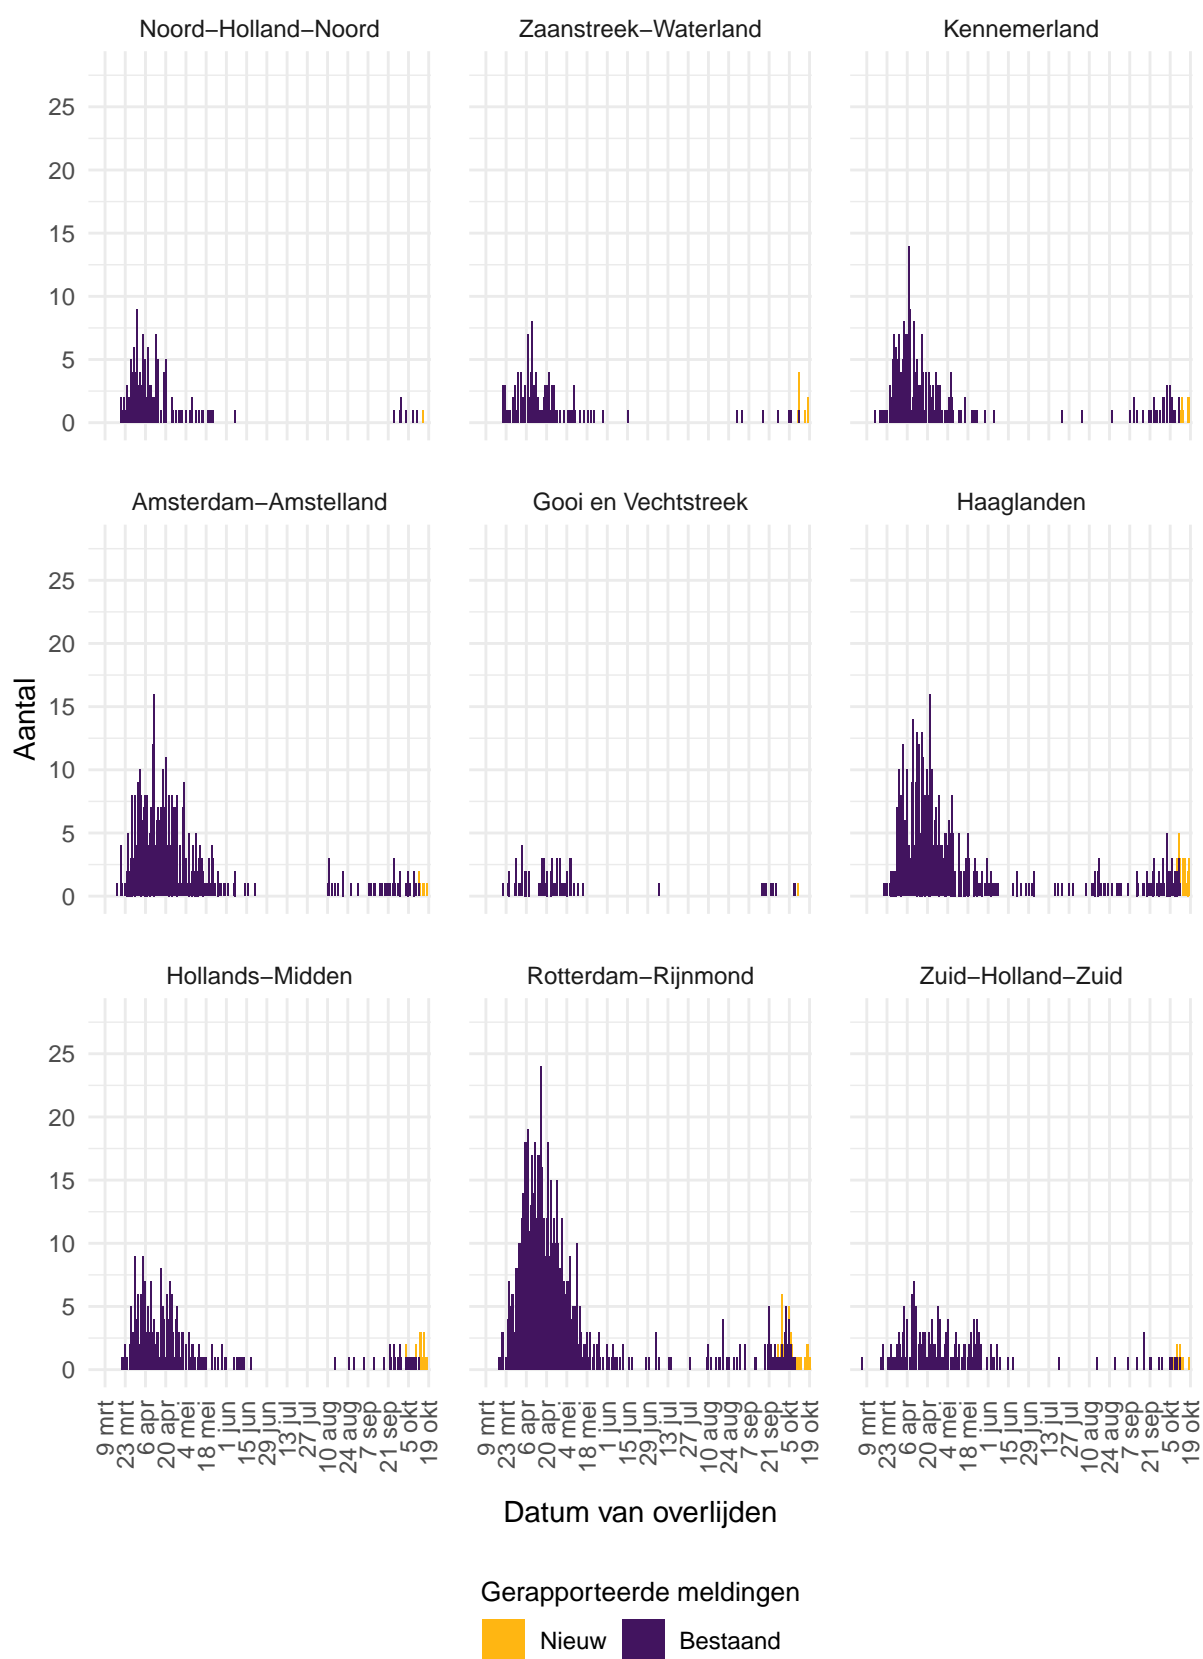 Noord−Holland−Noord
Zaanstreek−Waterland
Kennemerland
25
20
15
10
5
0
Amsterdam−Amstelland
Gooi en Vechtstreek
Haaglanden
25
20
15
10
5
0
Aantal
Hollands−Midden
Rotterdam−Rijnmond
Zuid−Holland−Zuid
25
20
15
10
5
0
9 mrt
23 mrt
6 apr
20 apr
4 mei
18 mei
1 jun
15 jun
29 jun
13 jul
27 jul
10 aug
24 aug
7 sep
21 sep
5 okt
19 okt
9 mrt
23 mrt
6 apr
20 apr
4 mei
18 mei
1 jun
15 jun
29 jun
13 jul
27 jul
10 aug
24 aug
7 sep
21 sep
5 okt
19 okt
9 mrt
23 mrt
6 apr
20 apr
4 mei
18 mei
1 jun
15 jun
29 jun
13 jul
27 jul
10 aug
24 aug
7 sep
21 sep
5 okt
19 okt
Datum van overlijden
Gerapporteerde meldingen
Nieuw
Bestaand